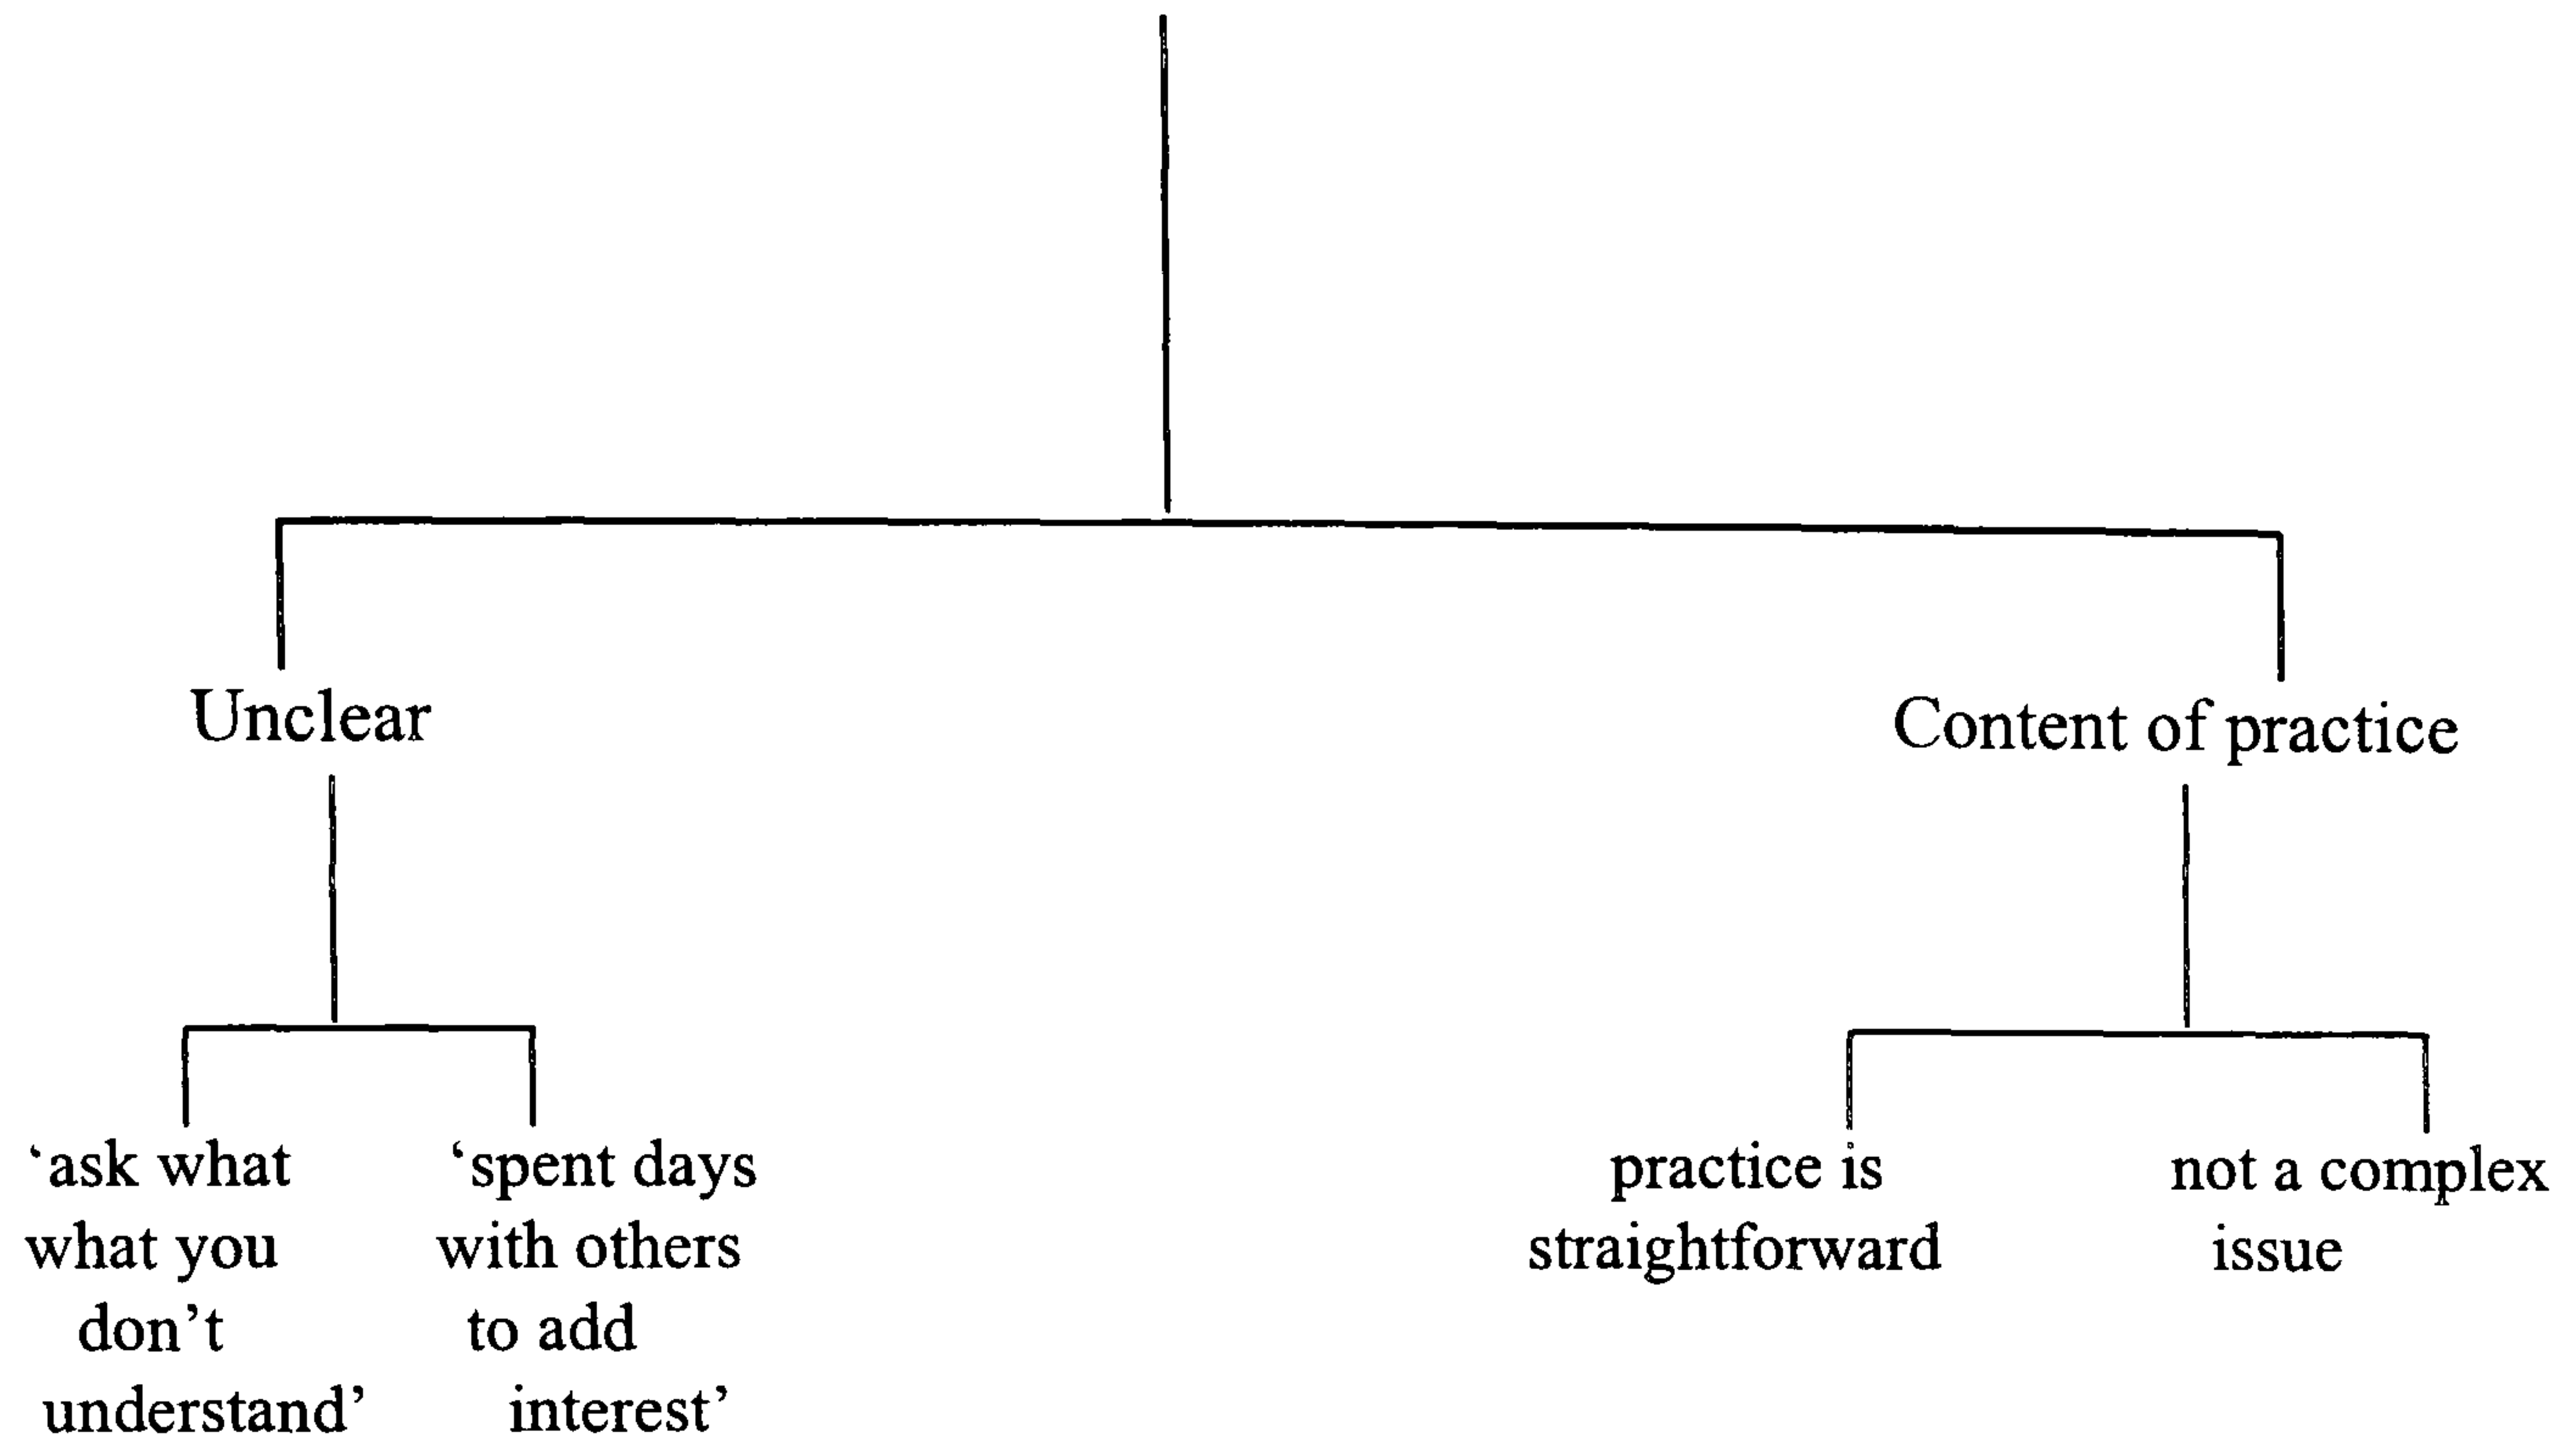 Unclear
Content of practice
‘ask what
what you
don’t
understand’
‘spent days
with others
to add
interest’
practice is
straightforward
not a complex
issue